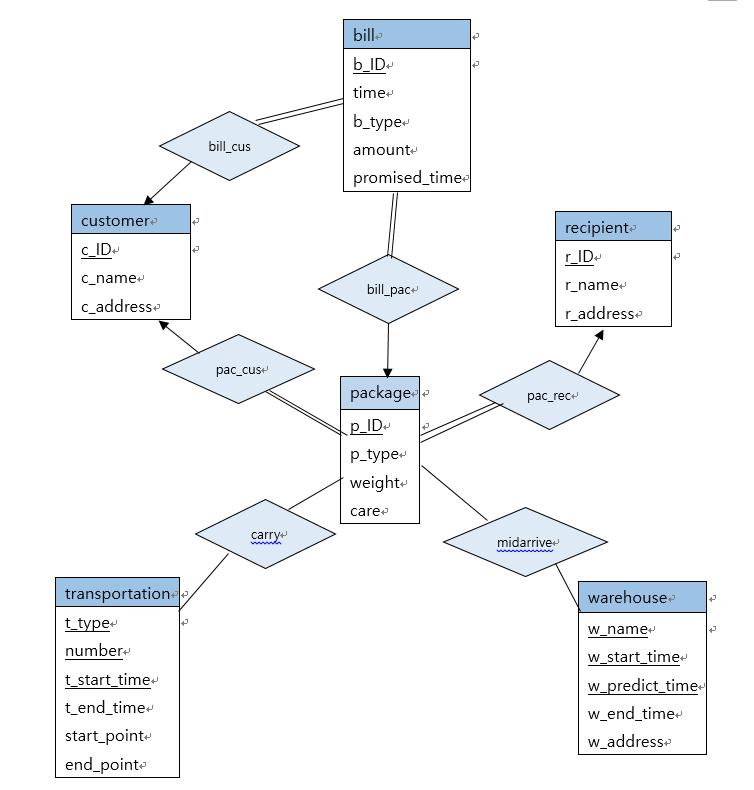 bill
b_ID
time
b_type
amount
promised_time
bill_cus
customer
c_ID
c_name
c_address
recipient
r_ID
r_name
r_address
bill_pac
pac_cus
package
p_ID
p_type
weight
care
pac_rec
carry
midarrive
transportation
t_type
number
t_start_time
t_end_time
start_point
end_point
warehouse
w_name
w_start_time
w_predict_time
w_end_time
w_address